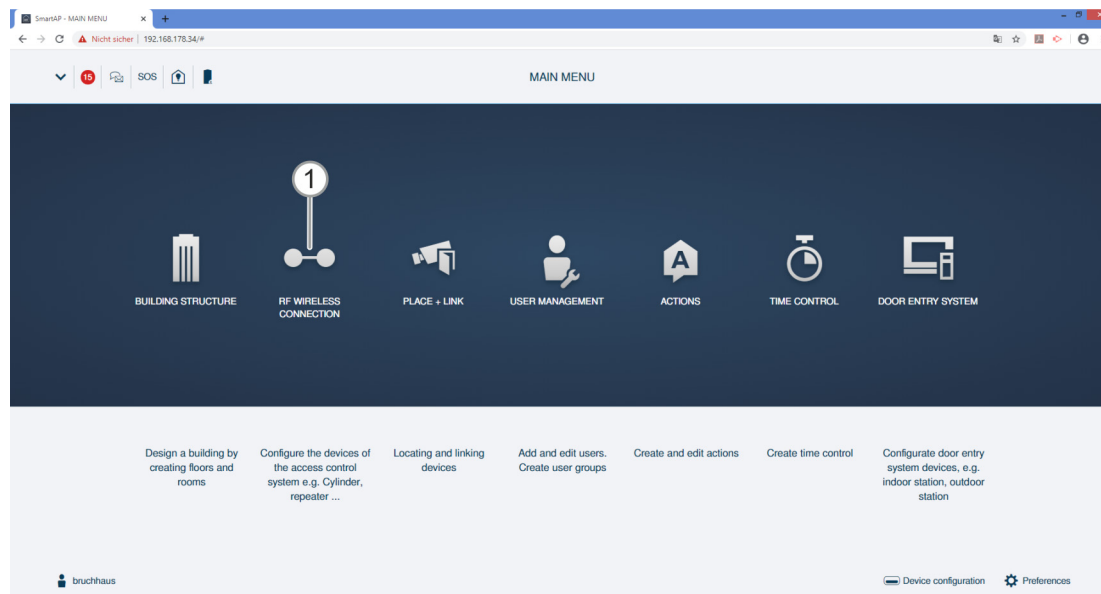 SmartAP - MAIN MENU
Nicht sicher | 192.168.178.34/#
15
SOS
MAIN MENU
1
A
BUILDING STRUCTURE
RF WIRELESS
CONNECTION
PLACE + LINK
USER MANAGEMENT
ACTIONS
TIME CONTROL
DOOR ENTRY SYSTEM
Design a building by
creating floors and
rooms
Configure the devices of
the access control
system e.g. Cylinder,
repeater ...
Locating and linking
devices
Add and edit users.
Create user groups
Create and edit actions
Create time control
Configurate door entry
system devices, e.g.
indoor station, outdoor
station
bruchhaus
Device configuration
Preferences